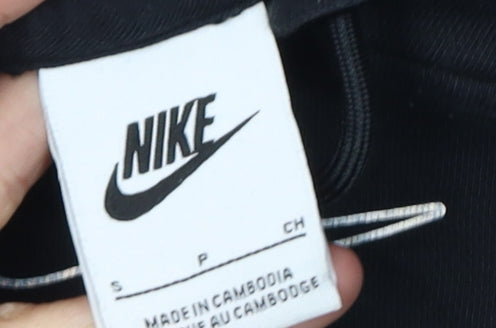 NIKE
S P CH
MADE IN CAMBODIA
AU CAMBODGE